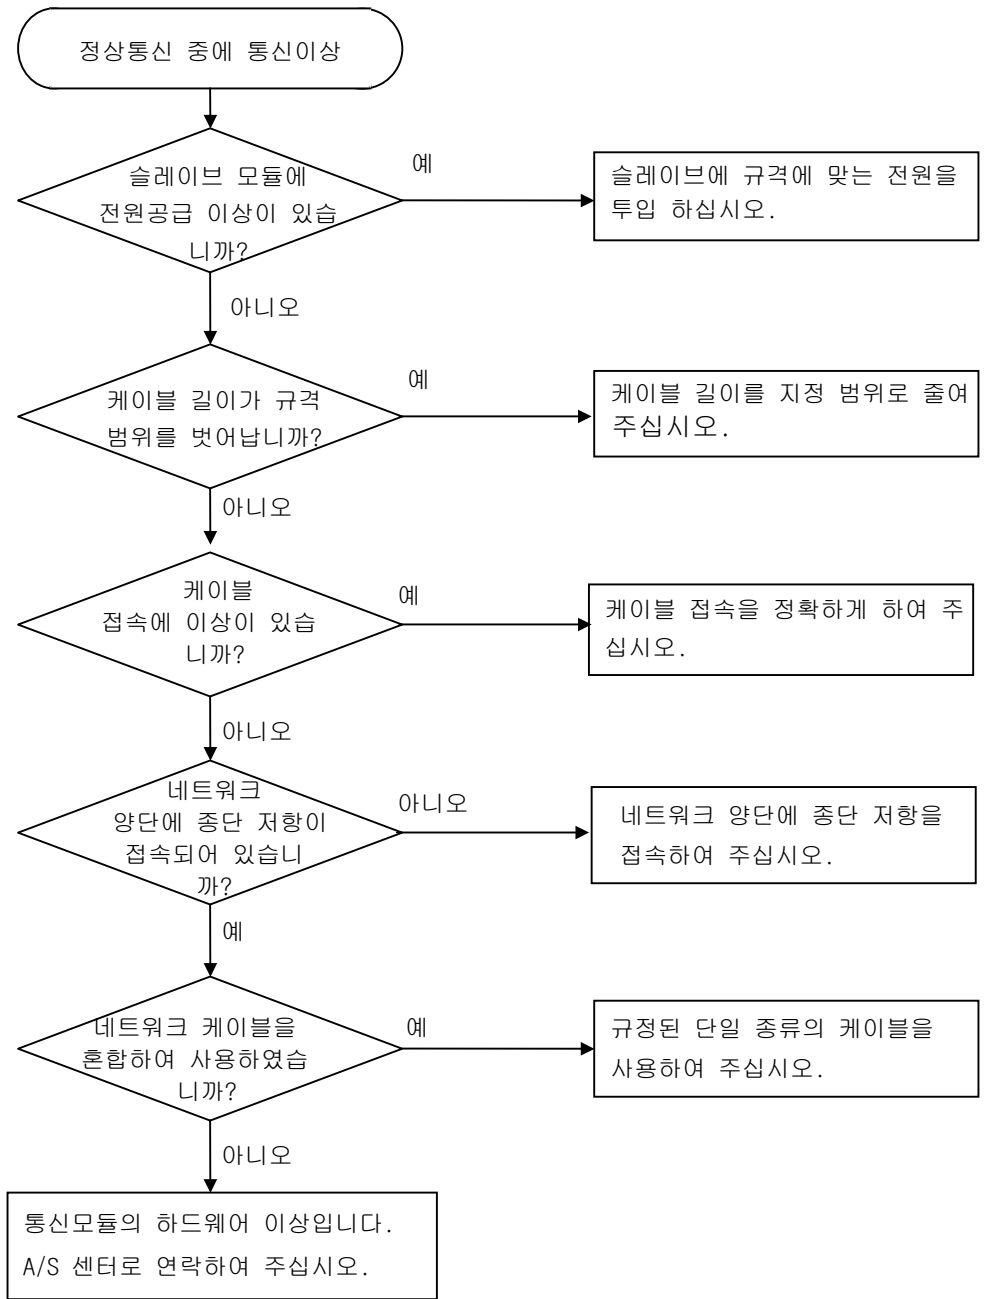 정상통신 중에 통신이상
슬레이브 모듈에
전원공급 이상이 있습
니까?
예
슬레이브에 규격에 맞는 전원을
투입 하십시오.
아니오
케이블 길이가 규격
범위를 벗어납니까?
예
케이블 길이를 지정 범위로 줄여
주십시오.
아니오
케이블
접속에 이상이 있습
니까?
예
케이블 접속을 정확하게 하여 주
십시오.
아니오
네트워크
양단에 종단 저항이
접속되어 있습니
까?
아니오
네트워크 양단에 종단 저항을
접속하여 주십시오.
예
네트워크 케이블을
혼합하여 사용하였습
니까?
예
규정된 단일 종류의 케이블을
사용하여 주십시오.
아니오
통신모듈의 하드웨어 이상입니다.
A/S 센터로 연락하여 주십시오.